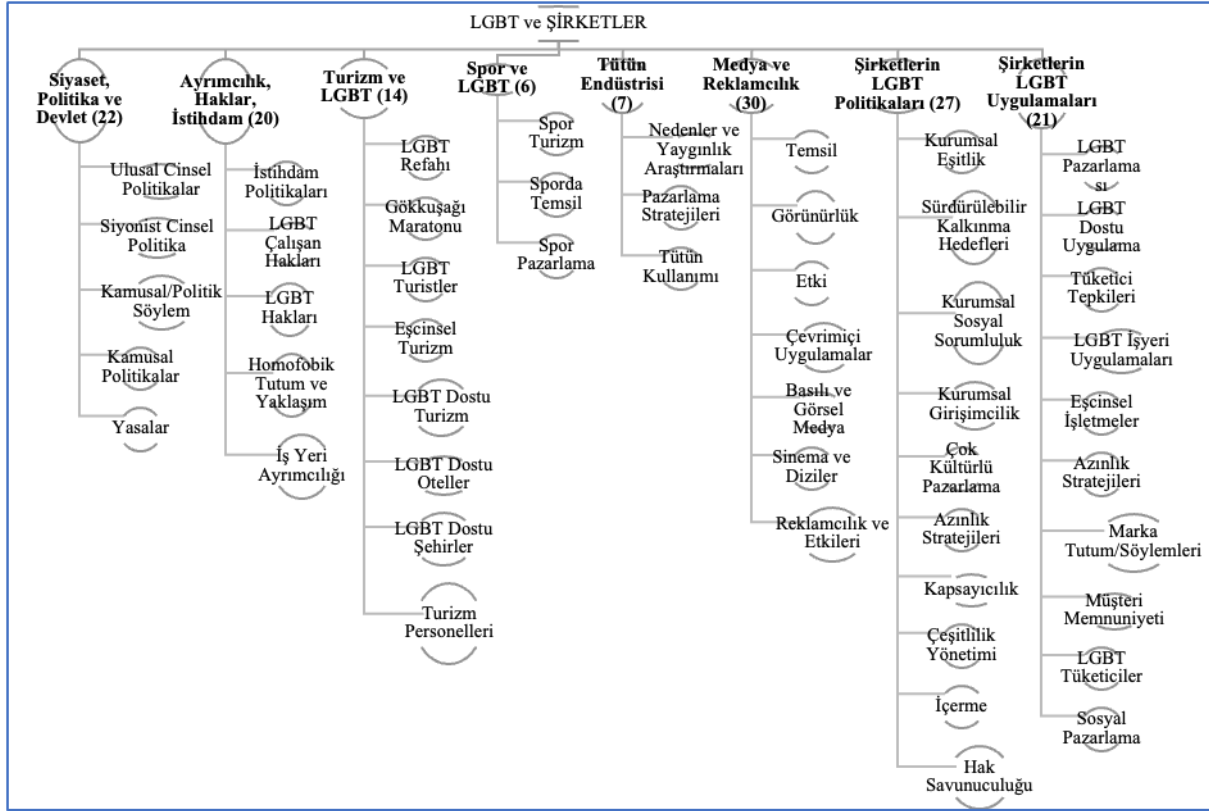 LGBT ve ŞİRKETLER
Siyaset,
Politika ve
Devlet (22)
Ulusal Cinsel
Politikalar
Siyonist Cinsel
Politika
Kamusal/Politik
Söylem
Kamusal
Politikalar
Yasalar
Ayrımcılık,
Haklar,
İstihdam (20)
İstihdam
Politikaları
LGBT
Çalışan
Hakları
LGBT
Hakları
Homofobik
Tutum ve
Yaklaşım
İş Yeri
Ayrımcılığı
Turizm ve
LGBT (14)
LGBT
Refahı
Gökkuşağı
Maratonu
LGBT
Turistler
Eşcinsel
Turizm
LGBT Dostu
Turizm
LGBT Dostu
Oteller
LGBT Dostu
Şehirler
Turizm
Personelleri
Spor ve
LGBT (6)
Spor
Turizm
Sporda
Temsil
Spor
Pazarlama
Tütün
Endüstrisi
(7)
Nedenler ve
Yaygınlık
Araştırmaları
Pazarlama
Stratejileri
Tütün
Kullanımı
Medya ve
Reklamcılık
(30)
Temsil
Görünürlük
Etki
Çevrimiçi
Uygulamalar
Basılı ve
Görsel
Medya
Sinema ve
Diziler
Reklamcılık ve
Etkileri
Şirketlerin
LGBT
Politikaları (27)
Kurumsal
Eşitlik
Sürdürülebilir
Kalkınma
Hedefleri
Kurumsal
Sosyal
Sorumluluk
Kurumsal
Girişimcilik
Çok
Kültürlü
Pazarlama
Azınlık
Stratejileri
Kapsayıcılık
Çeşitlilik
Yönetimi
İçerme
Hak
Savunuculuğu
Şirketlerin
LGBT
Uygulamaları
(21)
LGBT
Pazarlama
sı
LGBT
Dostu
Uygulama
Tüketici
Tepkileri
LGBT İşyeri
Uygulamaları
Eşcinsel
İşletmeler
Azınlık
Stratejileri
Marka
Tutum/Söylemleri
Müşteri
Memnuniyeti
LGBT
Tüketiciler
Sosyal
Pazarlama